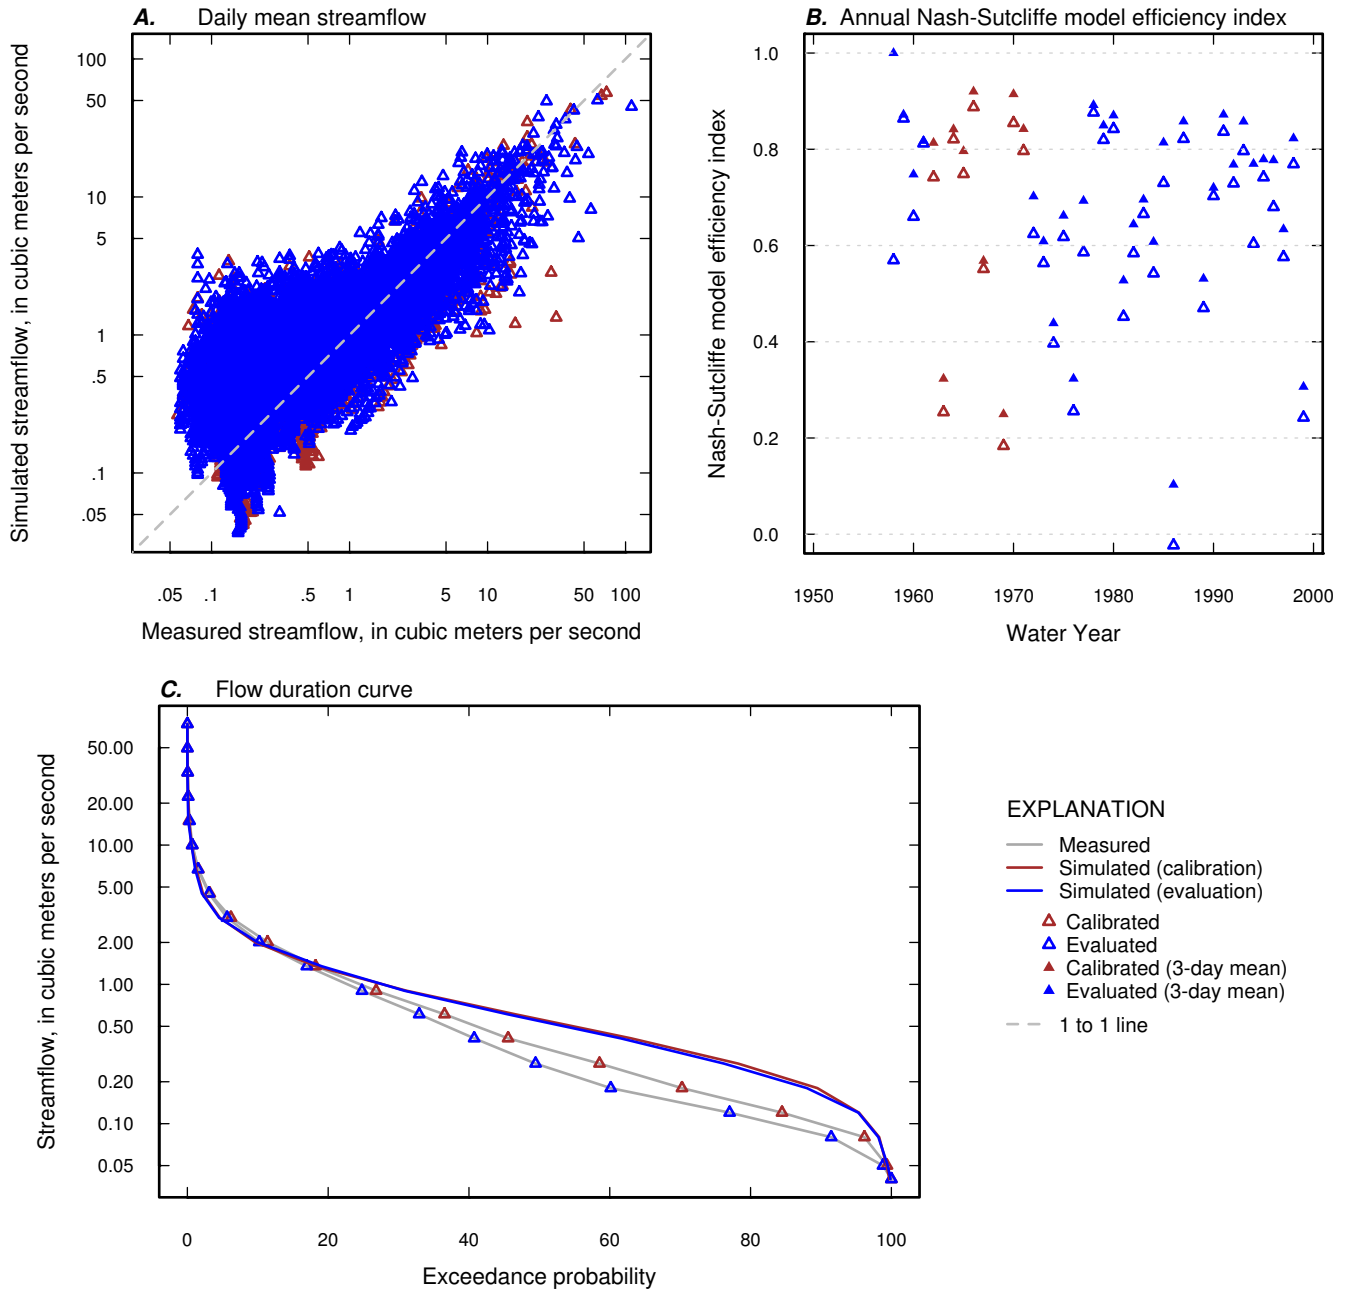 A. Daily mean streamflow
Simulated streamflow, in cubic meters per second
100
50
10
5
1
.5
.1
.05
.05 .1 .5 1 5 10 50 100
Measured streamflow, in cubic meters per second
B. Annual Nash-Sutcliffe model efficiency index
Nash-Sutcliffe model efficiency index
1.0
0.8
0.6
0.4
0.2
0.0
1950 1960 1970 1980 1990 2000
Water Year
C. Flow duration curve
Streamflow, in cubic meters per second
50.00
20.00
10.00
5.00
2.00
1.00
0.50
0.20
0.10
0.05
0 20 40 60 80 100
Exceedance probability
EXPLANATION
Measured
Simulated (calibration)
Simulated (evaluation)
Calibrated
Evaluated
Calibrated (3-day mean)
Evaluated (3-day mean)
1 to 1 line